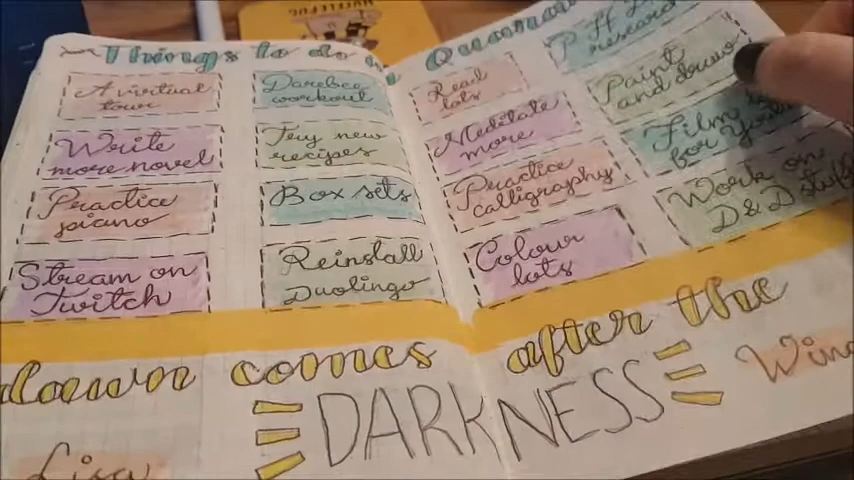 Things to do in
A virtual
tour
Darebee
workout
Write
more novel
Try new
recipes
Practice
piano
Box sets
Stream on
Twitch
Reinstall
Duolingo
Read
lots
research
Meditate
more
Paint
and draw
Practice
calligraphy
Film
for
Colour
lots
Work on
D&D stuff
dawn comes after the
DARKNESS
Lisa